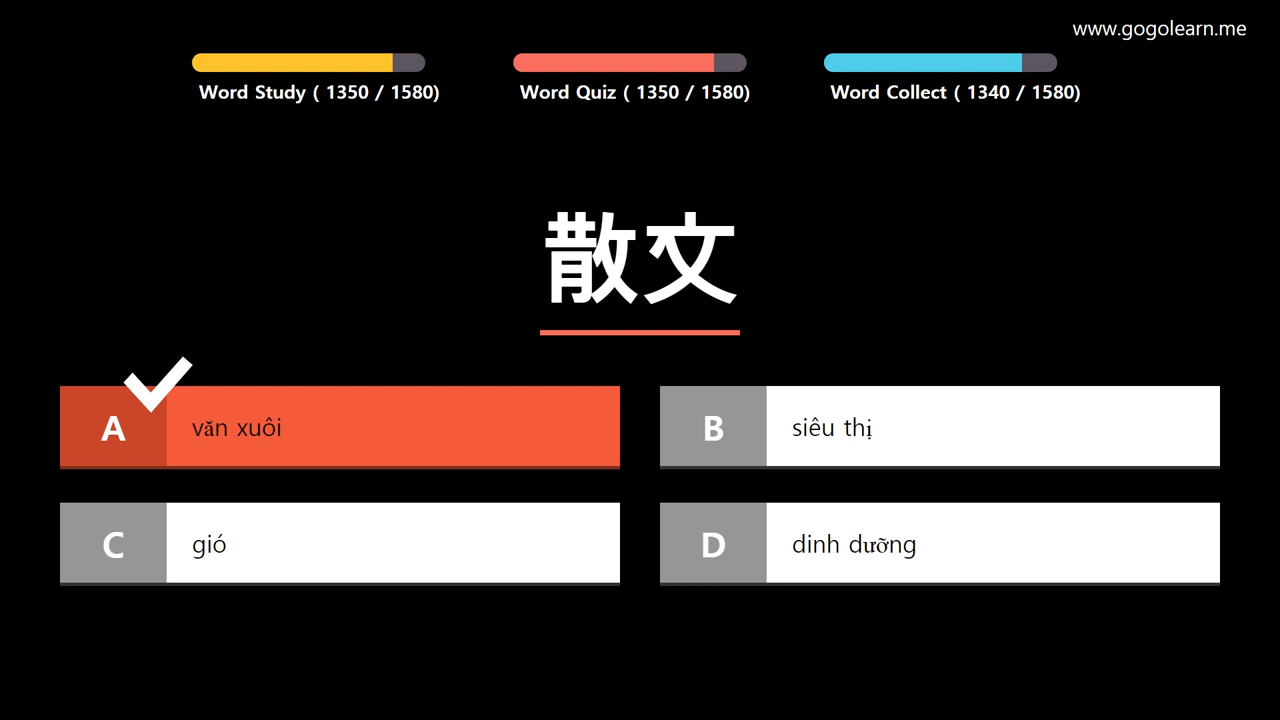 www.gogolearn.me
Word Study ( 1350 / 1580)
Word Quiz ( 1350 / 1580)
Word Collect ( 1340 / 1580)
散文
A văn xuôi
B siêu thị
C gió
D dinh dưỡng